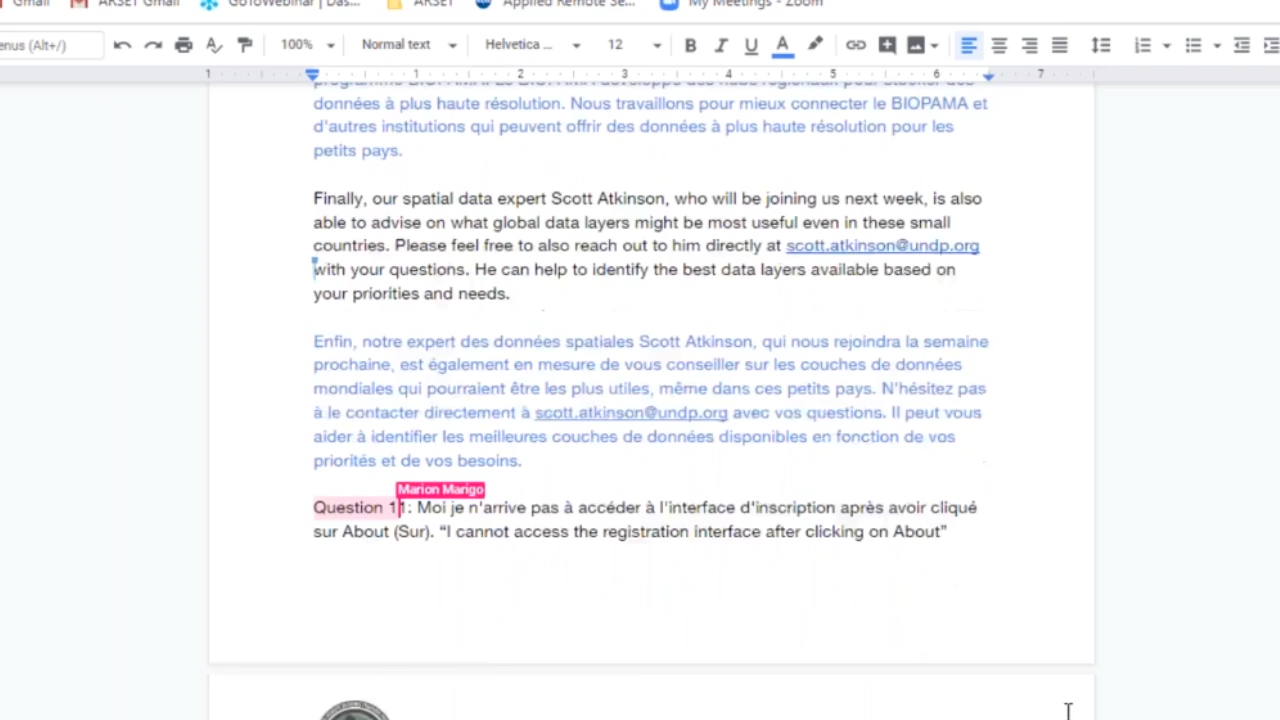 Gmail ARSET Gmail GoToWebinar | Das... ARSET Applied Remote Se... My Meetings - Zoom
enus (Alt+/) 100% Normal text Helvetica ... 12 B I U A
1 1 2 3 4 5 6 7
données à plus haute résolution. Nous travaillons pour mieux connecter le BIOPAMA et
d'autres institutions qui peuvent offrir des données à plus haute résolution pour les
petits pays.
Finally, our spatial data expert Scott Atkinson, who will be joining us next week, is also
able to advise on what global data layers might be most useful even in these small
countries. Please feel free to also reach out to him directly at scott.atkinson@undp.org
with your questions. He can help to identify the best data layers available based on
your priorities and needs.
Enfin, notre expert des données spatiales Scott Atkinson, qui nous rejoindra la semaine
prochaine, est également en mesure de vous conseiller sur les couches de données
mondiales qui pourraient être les plus utiles, même dans ces petits pays. N'hésitez pas
à le contacter directement à scott.atkinson@undp.org avec vos questions. Il peut vous
aider à identifier les meilleures couches de données disponibles en fonction de vos
priorités et de vos besoins.
Marion Marigo
Question 11: Moi je n'arrive pas à accéder à l'interface d'inscription après avoir cliqué
sur About (Sur). “I cannot access the registration interface after clicking on About”